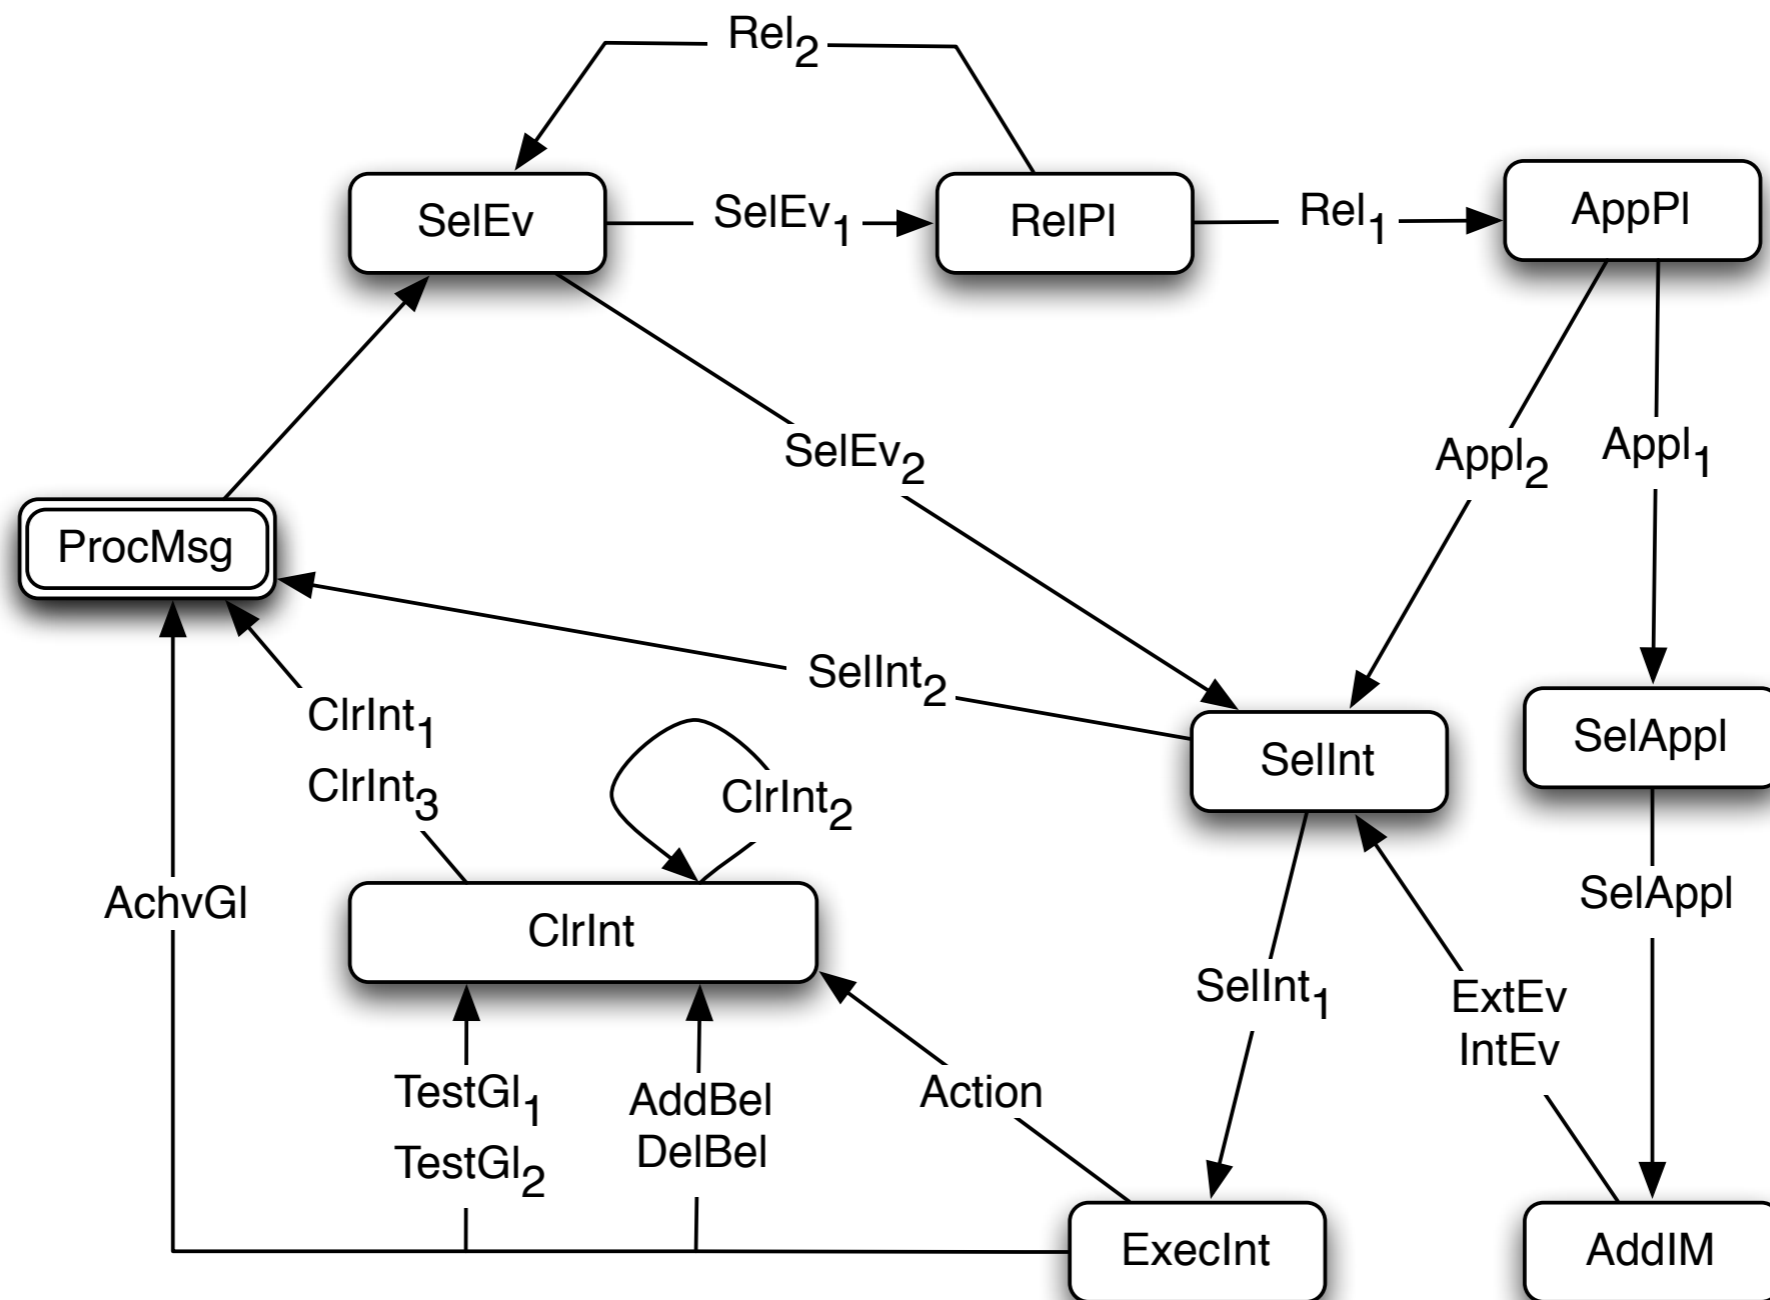 Rel2
SelEv
SelEv1
RelPl
Rel1
AppPl
SelEv2
Appl2
Appl1
ProcMsg
SelInt2
ClrInt1
ClrInt3
ClrInt2
SelInt
SelAppl
AchvGl
ClrInt
SelAppl
SelInt1
ExtEv
IntEv
TestGl1
TestGl2
AddBel
DelBel
Action
ExecInt
AddIM